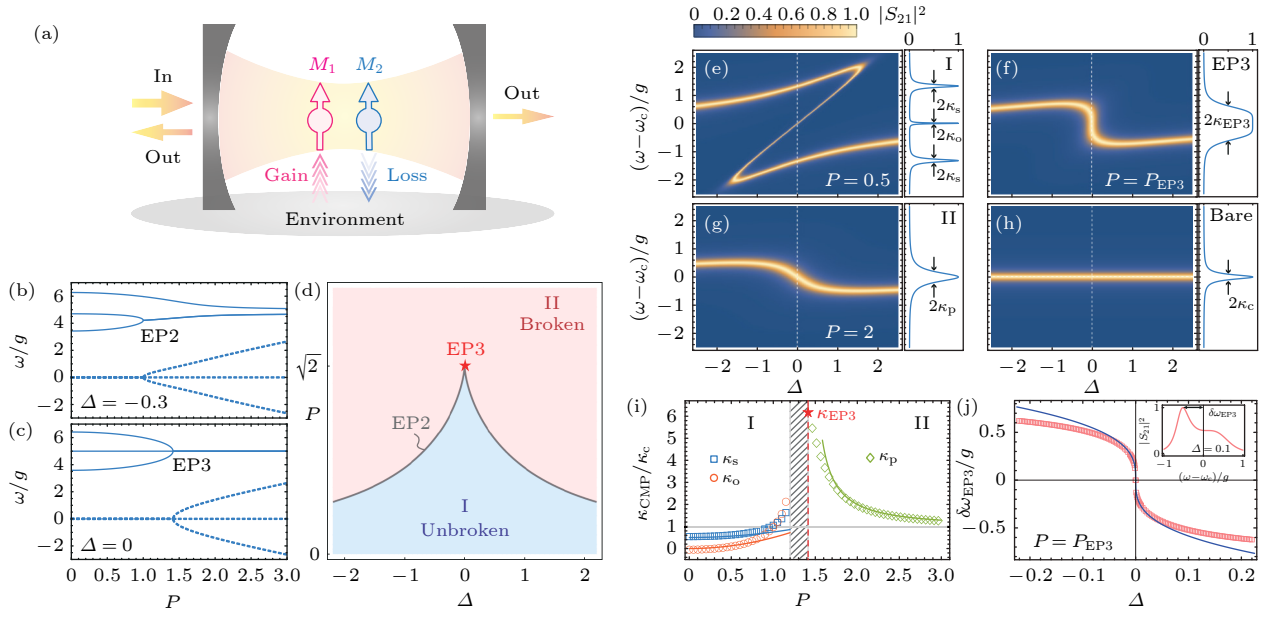 (a)
M1
M2
In
Out
Out
Gain
Loss
Environment
(b)
6
4
2
0
−2
ω/g
EP2
Δ = −0.3
(c)
6
4
2
0
−2
ω/g
EP3
Δ = 0
0
0.5
1.0
1.5
2.0
2.5
3.0
P
(d)
√2
P
0
II
Broken
EP3
EP2
I
Unbroken
−2
−1
0
1
2
Δ
0 0.2 0.4 0.6 0.8 1.0 |S21|²
(e)
2
1
0
−1
−2
(ω−ωc)/g
P = 0.5
0 1
I
2κs
2κo
2κs
(f)
P = PEP3
0 1
EP3
2κEP3
(g)
2
1
0
−1
−2
(ω−ωc)/g
P = 2
−2 0 2
Δ
II
2κp
(h)
−2 0 2
Δ
Bare
2κc
(i)
6
5
4
3
2
1
0
κCMP/κc
I
II
κEP3
κs
κo
κp
0
0.5
1.0
1.5
2.0
2.5
3.0
P
(j)
0.5
0
−0.5
δωEP3/g
P = PEP3
−0.2 −0.1 0 0.1 0.2
Δ
1
0
|S21|²
δωEP3
Δ = 0.1
−1 0 1
(ω−ωc)/g